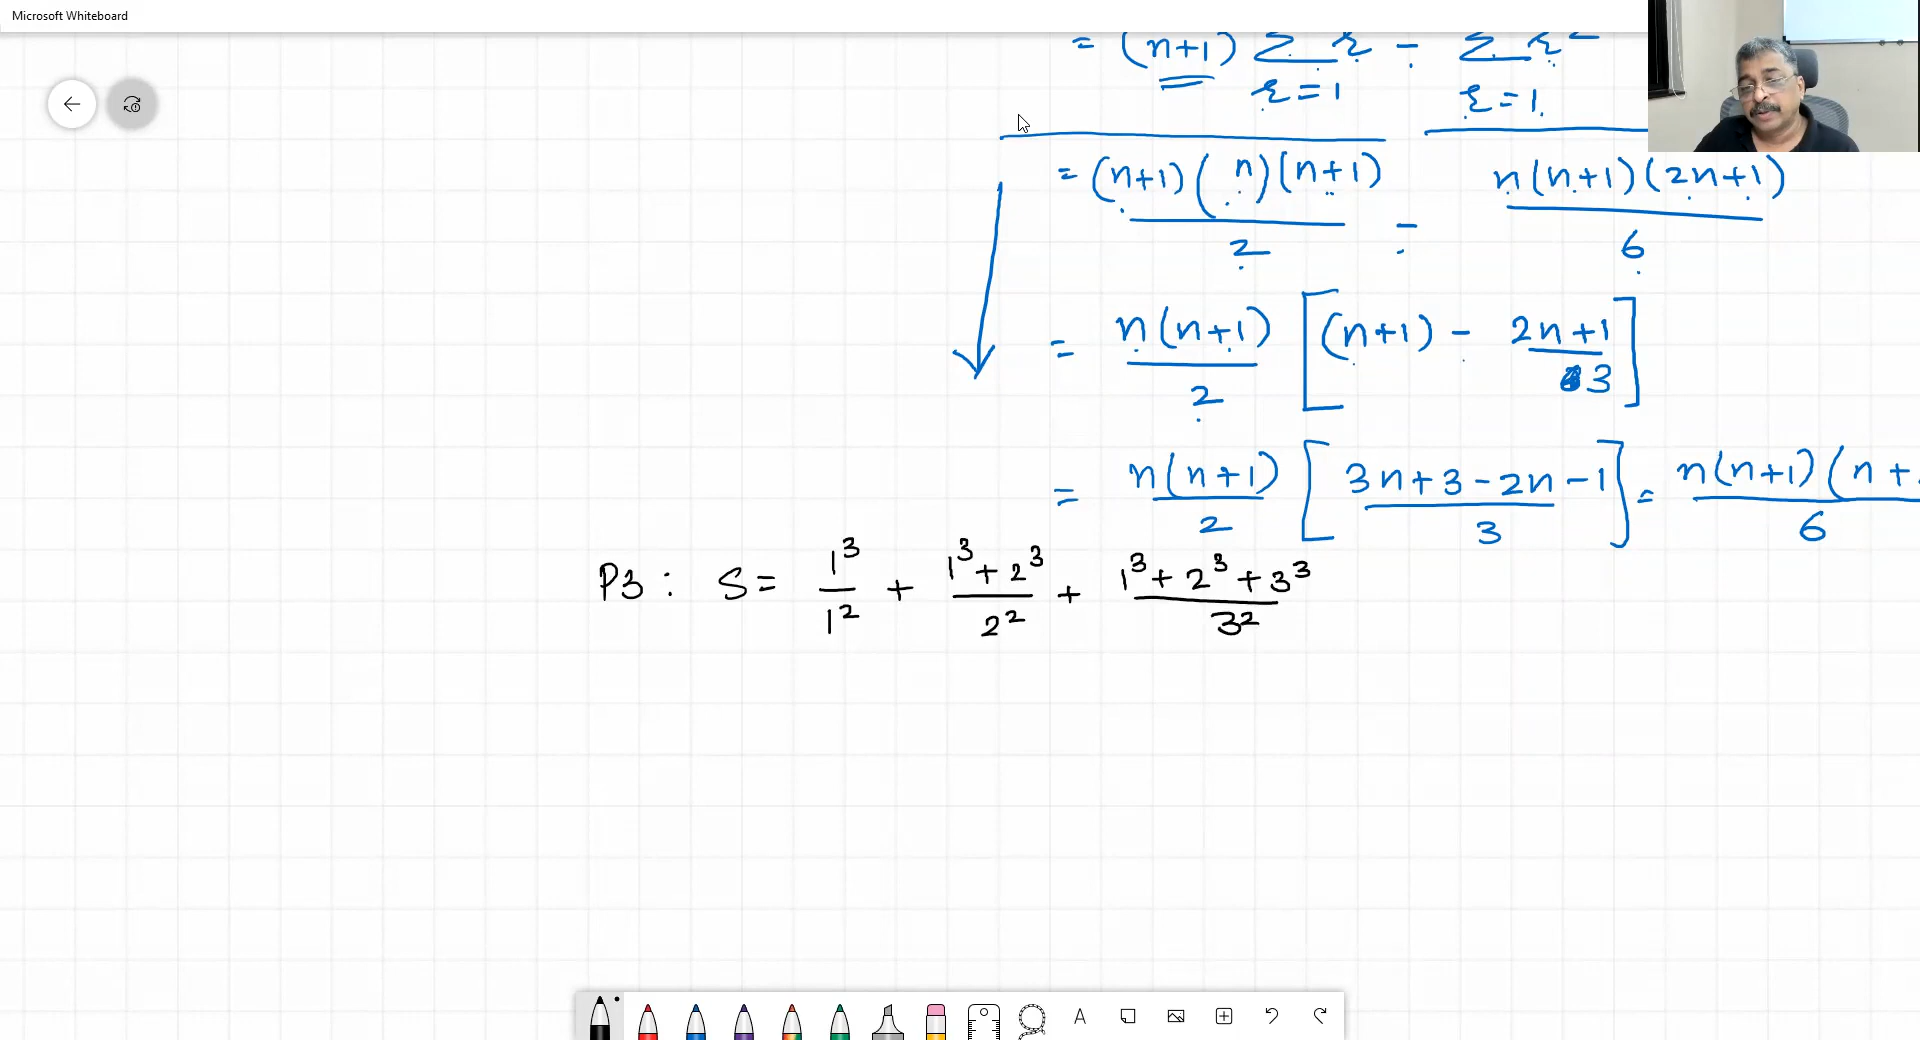 Microsoft Whiteboard
= (n+1) Σ r - Σ r²
r=1 r=1
= (n+1)(n)(n+1)/2 - n(n+1)(2n+1)/6
= n(n+1)/2 [(n+1) - 2n+1/3]
= n(n+1)/2 [3n+3-2n-1/3] = n(n+1)(n+/6
P3: S = 1³/1² + 1³+2³/2² + 1³+2³+3³/3²
A